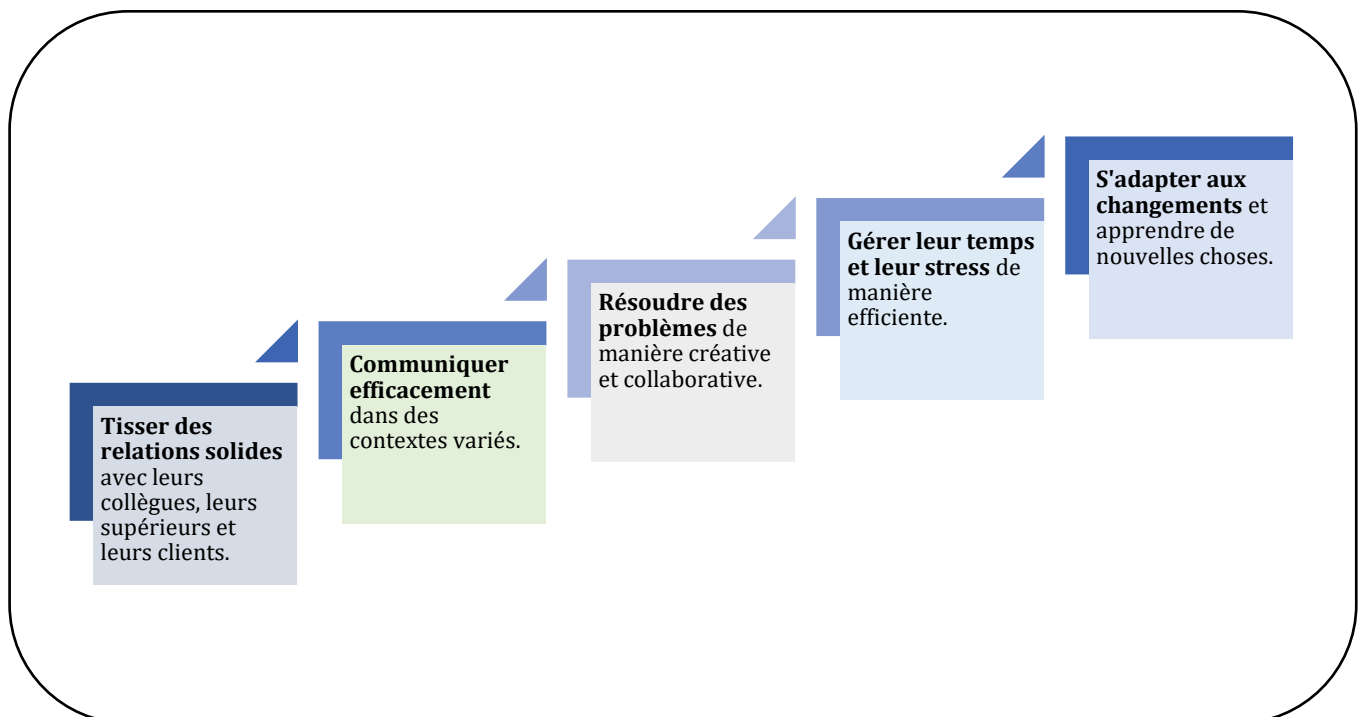 Tisser des
relations solides
avec leurs
collègues, leurs
supérieurs et
leurs clients.
Communiquer
efficacement
dans des
contextes variés.
Résoudre des
problèmes de
manière créative
et collaborative.
Gérer leur temps
et leur stress de
manière
efficiente.
S'adapter aux
changements et
apprendre de
nouvelles choses.